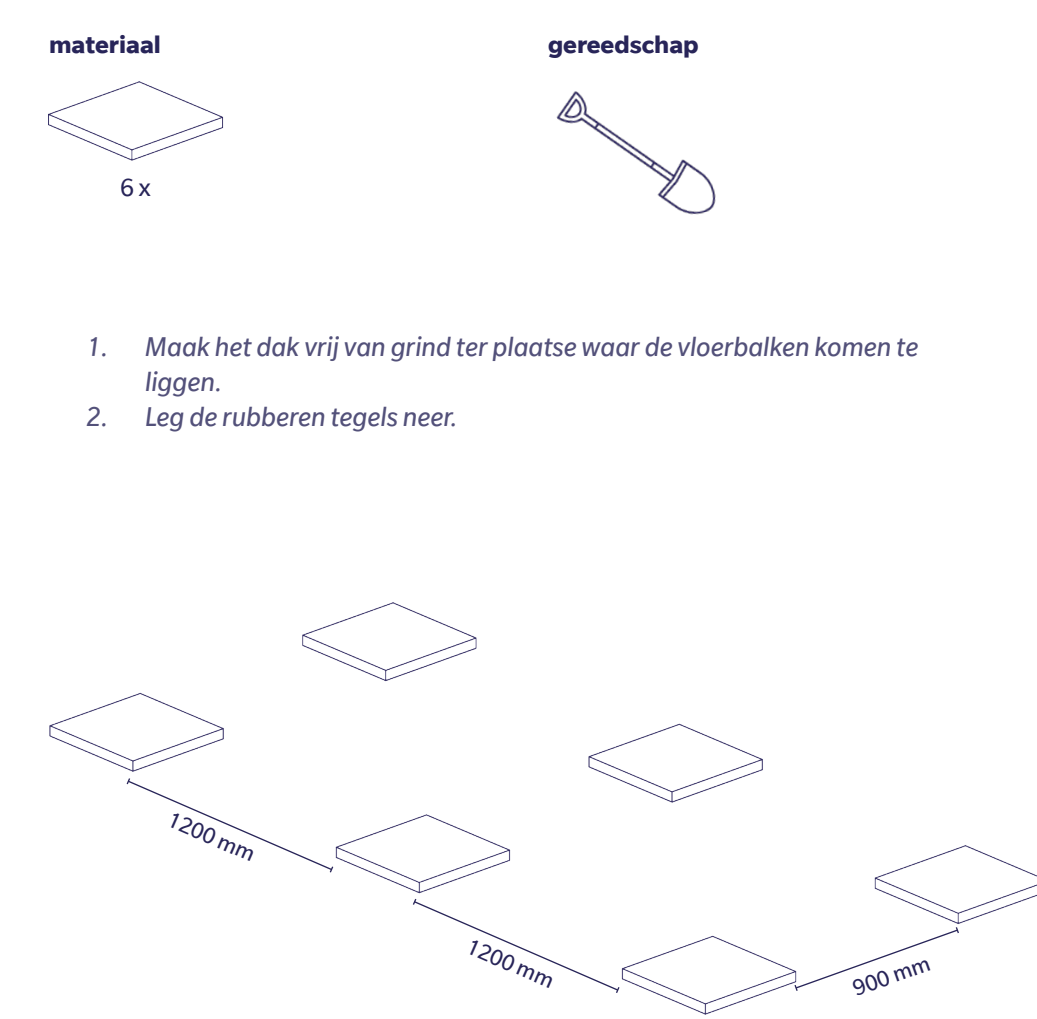 materiaal
gereedschap
6 x
1. Maak het dak vrij van grind ter plaatse waar de vloerbalken komen te
liggen.
2. Leg de rubberen tegels neer.
1200 mm
1200 mm
900 mm